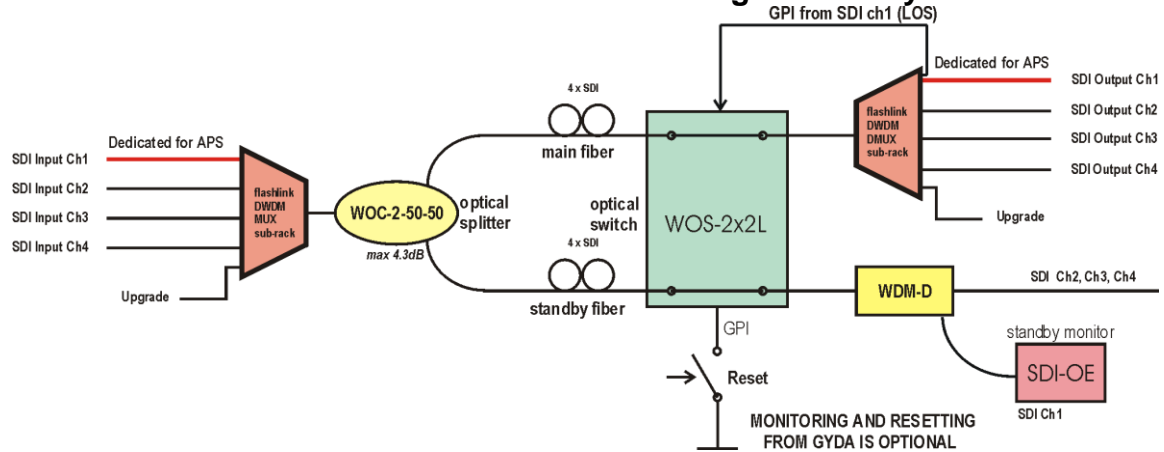 GPI from SDI ch1 (LOS)
Dedicated for APS
SDI Input Ch1
SDI Input Ch2
SDI Input Ch3
SDI Input Ch4
Upgrade
flashlink
DWDM
MUX
sub-rack
WOC-2-50-50
max 4.3dB
optical
splitter
4 x SDI
main fiber
4 x SDI
standby fiber
optical
switch
WOS-2x2L
GPI
Reset
MONITORING AND RESETTING
FROM GYDA IS OPTIONAL
flashlink
DWDM
DMUX
sub-rack
Dedicated for APS
SDI Output Ch1
SDI Output Ch2
SDI Output Ch3
SDI Output Ch4
Upgrade
WDM-D
SDI Ch2, Ch3, Ch4
standby monitor
SDI-OE
SDI Ch1